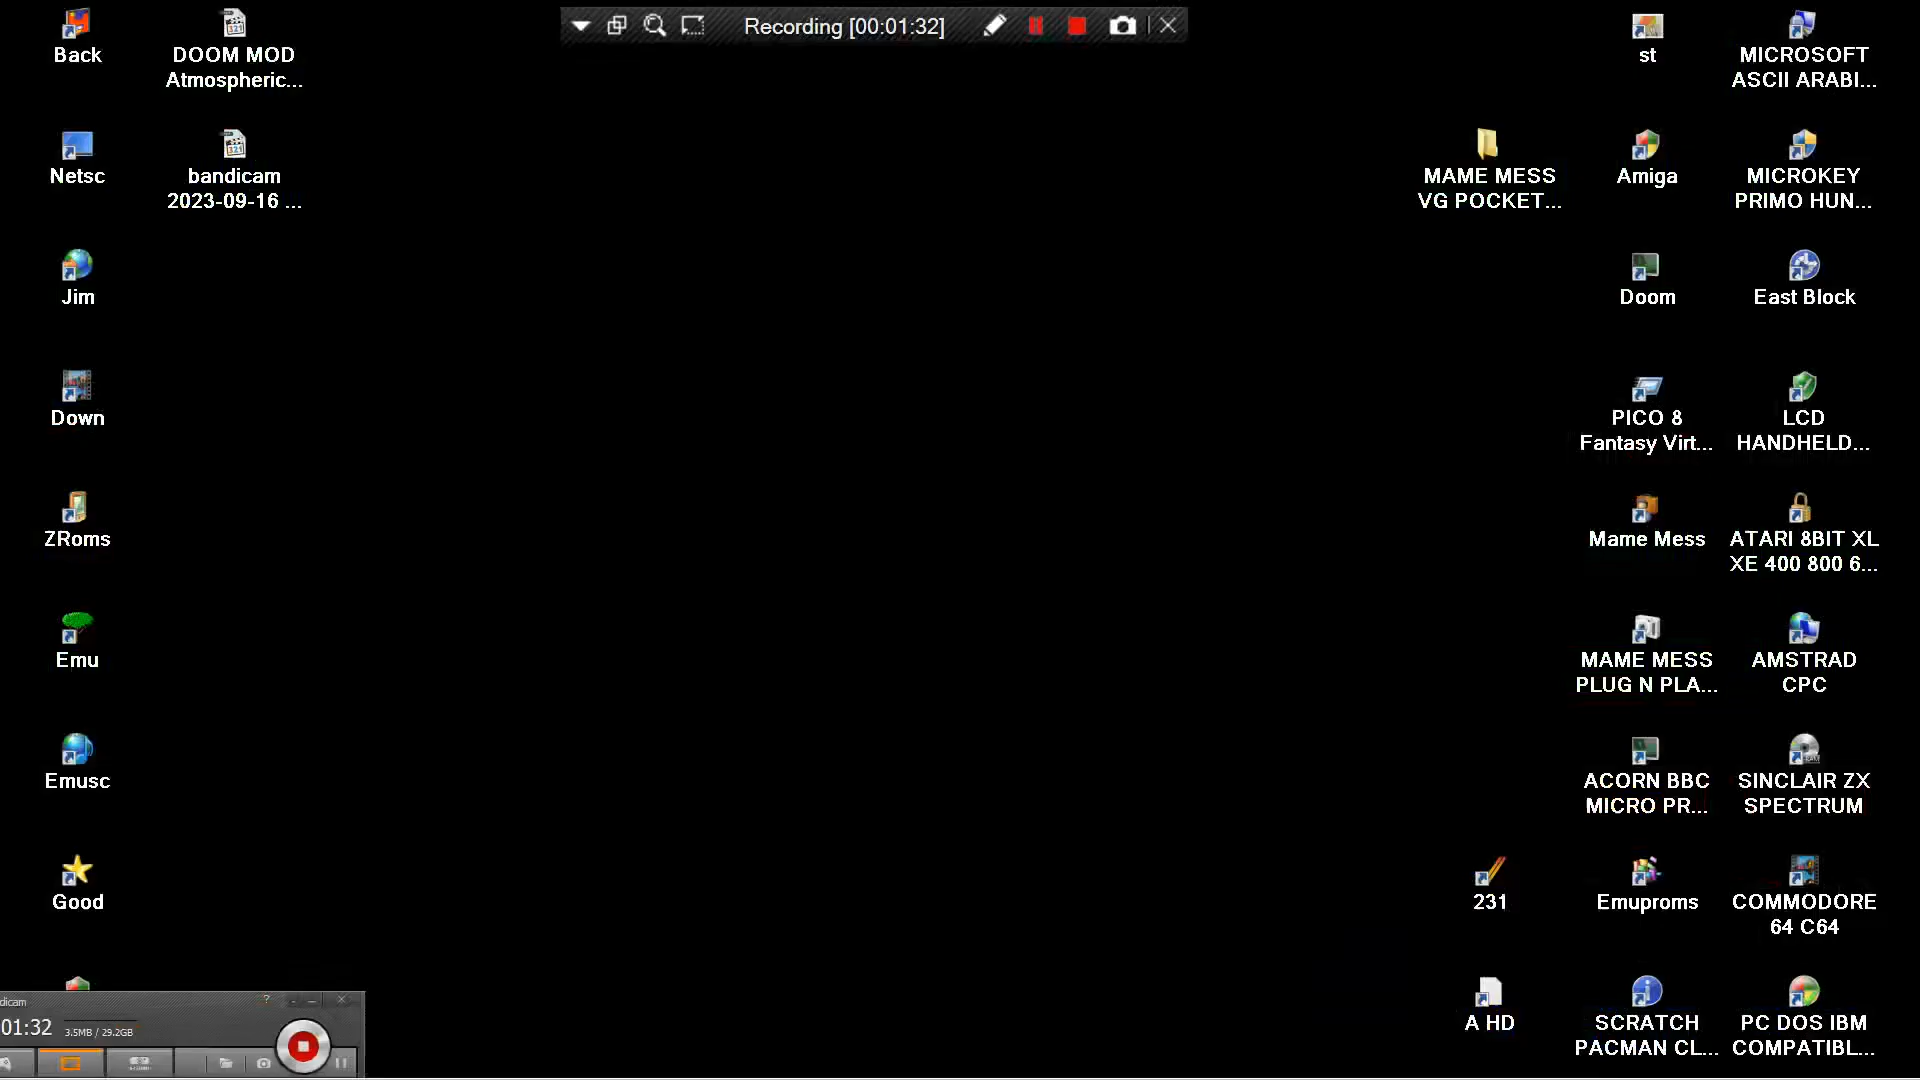 Recording [00:01:32]
Back
DOOM MOD
Atmospheric...
st
MICROSOFT
ASCII ARABI...
Netsc
bandicam
2023-09-16 ...
MAME MESS
VG POCKET...
Amiga
MICROKEY
PRIMO HUN...
Jim
Doom
East Block
Down
PICO 8
Fantasy Virt...
LCD
HANDHELD...
ZRoms
Mame Mess
ATARI 8BIT XL
XE 400 800 6...
Emu
MAME MESS
PLUG N PLA...
AMSTRAD
CPC
Emusc
ACORN BBC
MICRO PR...
SINCLAIR ZX
SPECTRUM
Good
231
Emuproms
COMMODORE
64 C64
A HD
SCRATCH
PACMAN CL...
PC DOS IBM
COMPATIBL...
dicam
01:32
3.5MB / 29.2GB